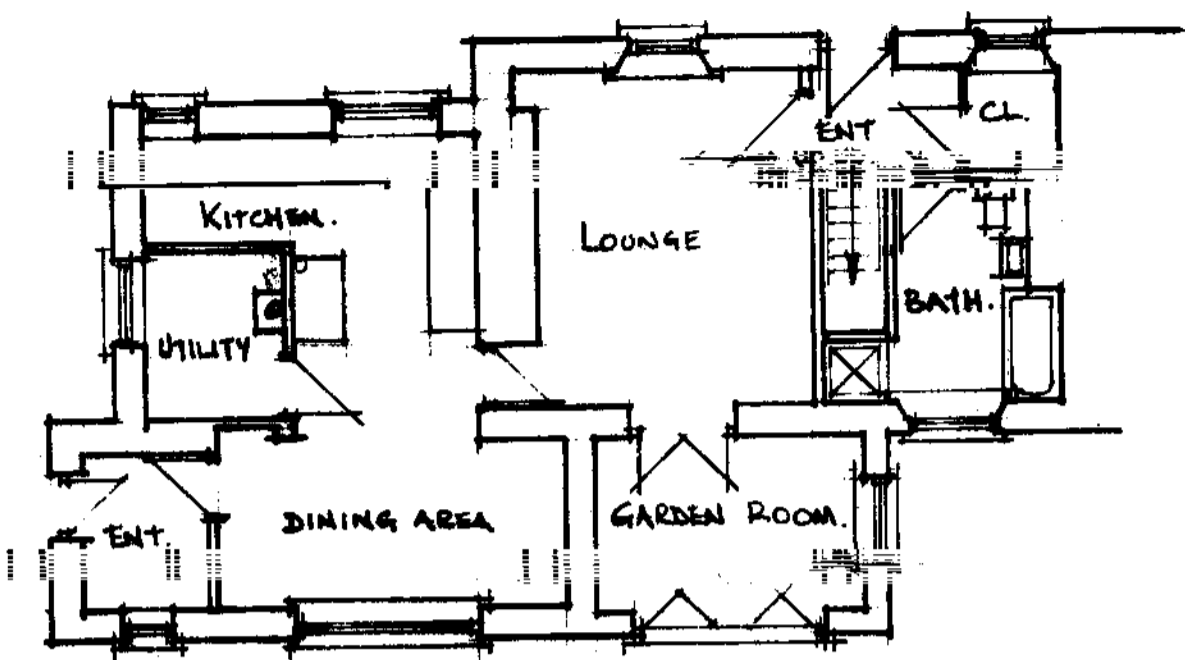 ENT
CL.
KITCHEN.
LOUNGE
BATH.
UTILITY
DINING AREA
GARDEN ROOM.
ENT.